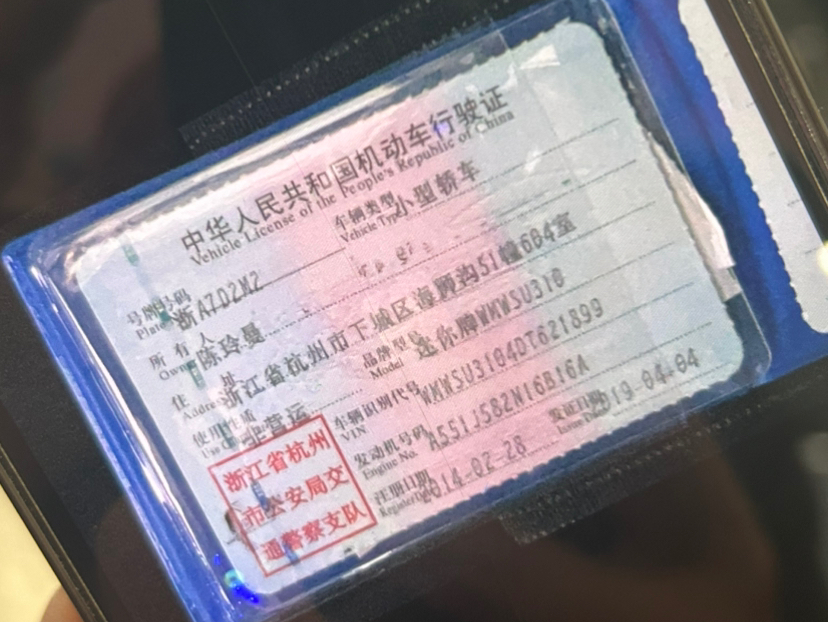 中华人民共和国机动车行驶证
Vehicle License of the People's Republic of China
号牌号码 浙A702M2 车辆类型 小型轿车
Plate Vehicle Type
所有人 陈玲曼
Owner
住址 浙江省杭州市下城区海 沟51幢604室
Address
使用性质 非营运 品牌型号 迷你牌WMWSU310
Use Model
车辆识别代号 WMWSU3104DT621899
VIN
浙江省杭州
市公安局交
通警察支队
发动机号码 A551J582N16B16A
Engine No.
注册日期 2014-02-28 发证日期 2019-04-04
Register Date Issue